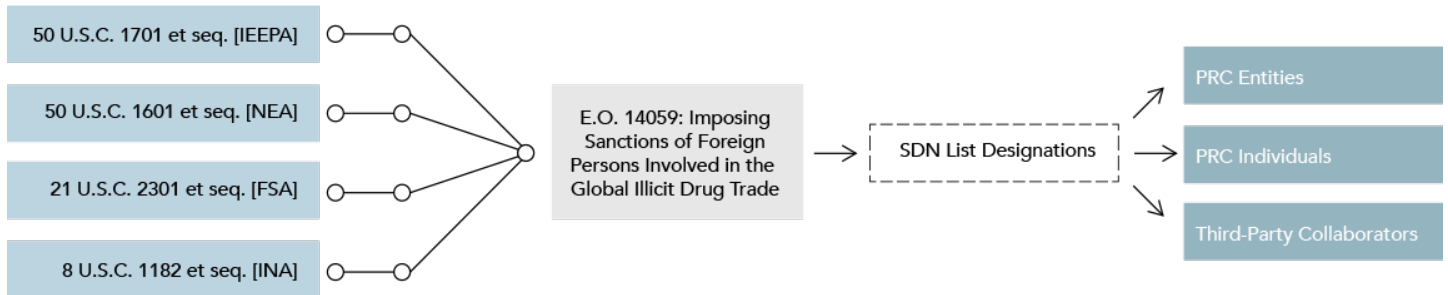 50 U.S.C. 1701 et seq. [IEEPA]
50 U.S.C. 1601 et seq. [NEA]
21 U.S.C. 2301 et seq. [FSA]
8 U.S.C. 1182 et seq. [INA]
E.O. 14059: Imposing
Sanctions of Foreign
Persons Involved in the
Global Illicit Drug Trade
SDN List Designations
PRC Entities
PRC Individuals
Third-Party Collaborators